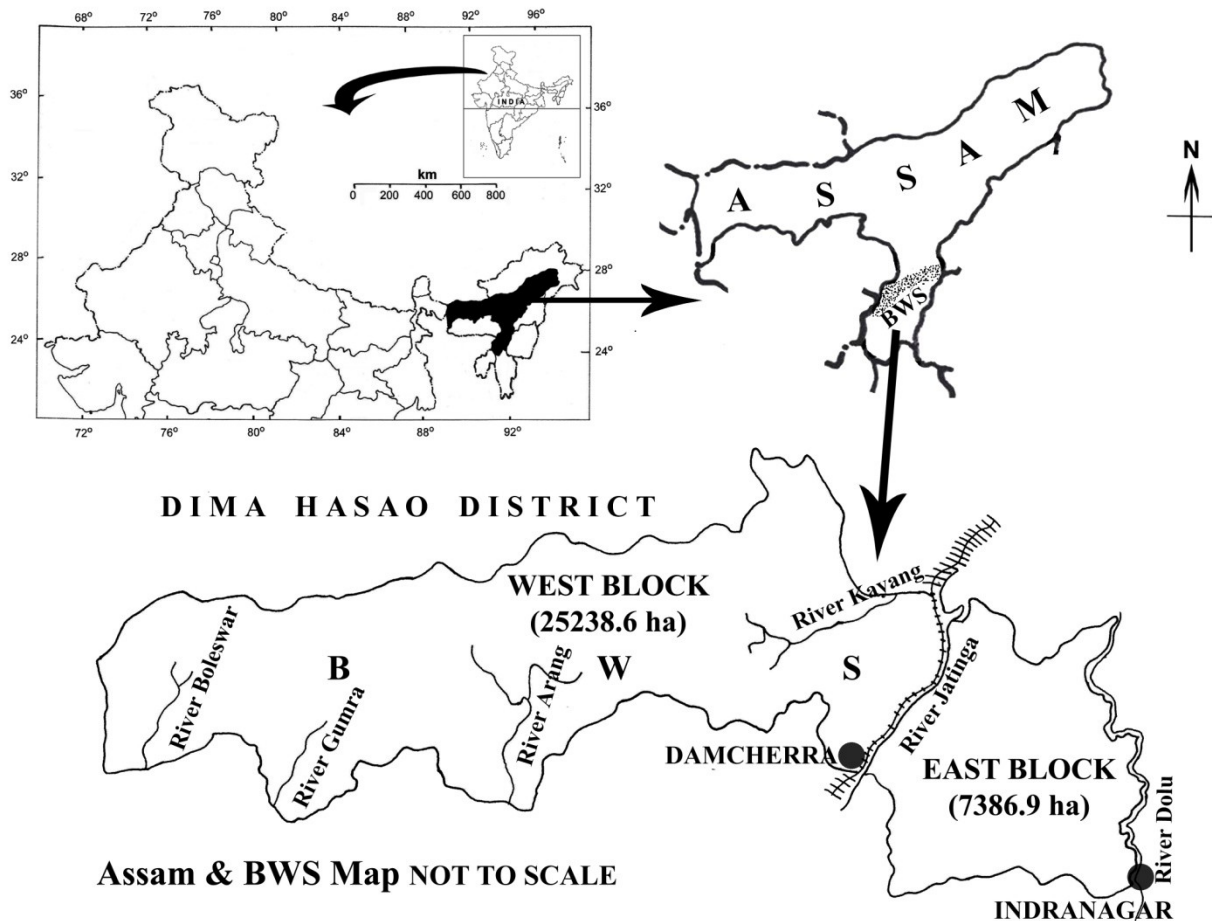 68° 72° 76° 80° 84° 88° 92° 96°
36°
32°
28°
24°
INDIA
km
0 200 400 600 800
36°
32°
28°
24°
72° 76° 80° 84° 88° 92°
A S S A M
BWS
N
DIMA HASAO DISTRICT
WEST BLOCK
(25238.6 ha)
River Kayang
B W S
River Boleswar
River Gumra
River Arang
River Jatinga
DAMCHERRA
EAST BLOCK
(7386.9 ha)
River Dolu
Assam & BWS Map NOT TO SCALE
INDRANAGAR